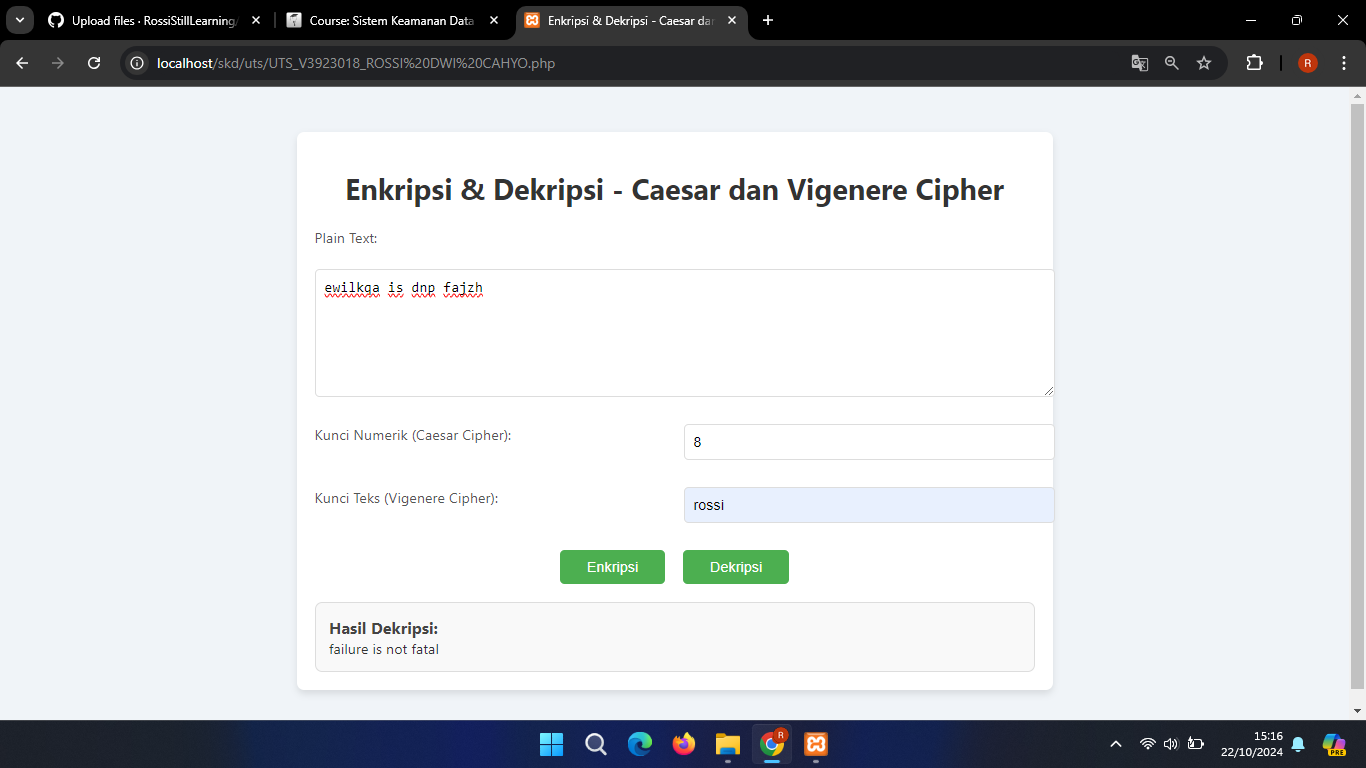 Upload files · RossiStillLearning/
Course: Sistem Keamanan Data
Enkripsi & Dekripsi - Caesar da
localhost/skd/uts/UTS_V3923018_ROSSI%20DWI%20CAHYO.php
R
Enkripsi & Dekripsi - Caesar dan Vigenere Cipher
Plain Text:
ewilkqa is dnp fajzh
Kunci Numerik (Caesar Cipher):
8
Kunci Teks (Vigenere Cipher):
rossi
Enkripsi
Dekripsi
Hasil Dekripsi:
failure is not fatal
R
15:16
22/10/2024
PRE